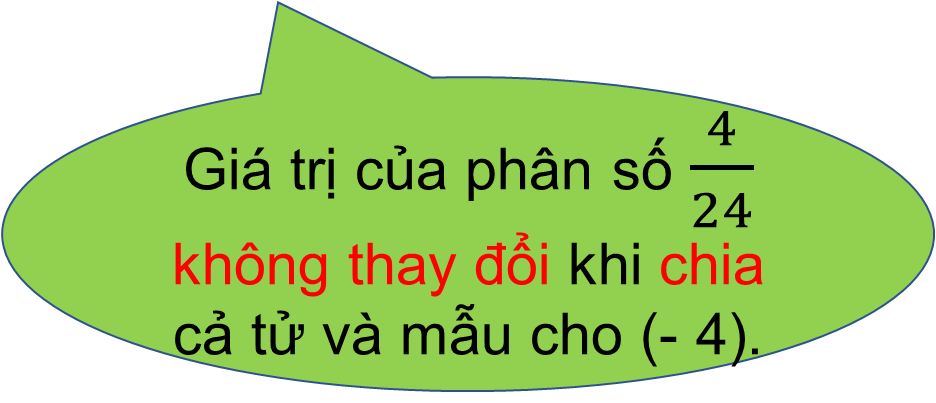 Giá trị của phân số 4/24
không thay đổi khi chia
cả tử và mẫu cho (- 4).